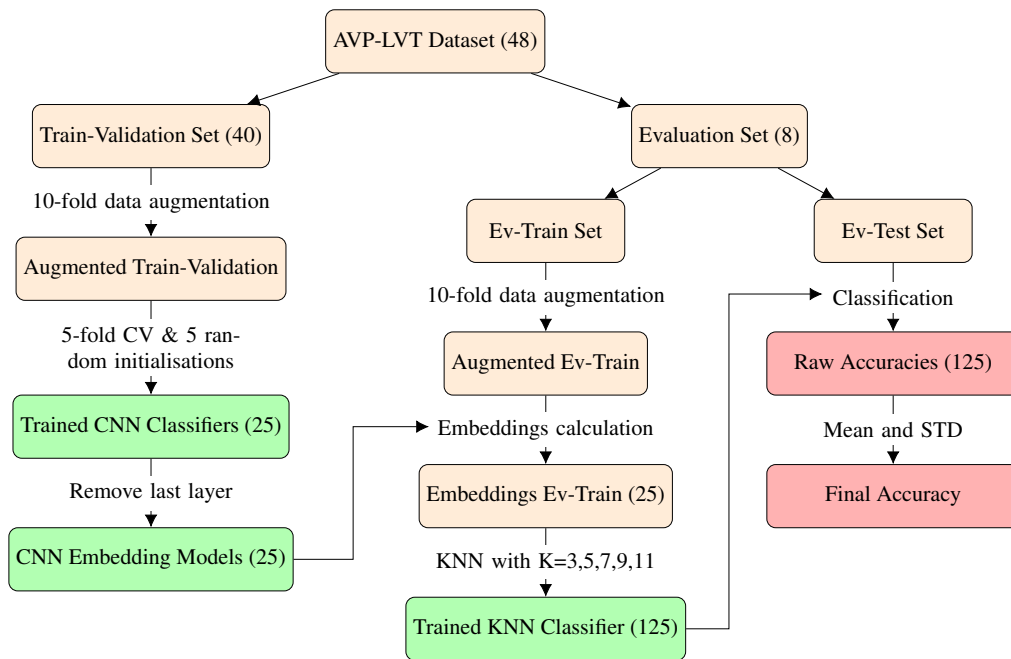 AVP-LVT Dataset (48)
Train-Validation Set (40)
Evaluation Set (8)
10-fold data augmentation
Augmented Train-Validation
5-fold CV & 5 ran-
dom initialisations
Trained CNN Classifiers (25)
Remove last layer
CNN Embedding Models (25)
Ev-Train Set
10-fold data augmentation
Augmented Ev-Train
Embeddings calculation
Embeddings Ev-Train (25)
KNN with K=3,5,7,9,11
Trained KNN Classifier (125)
Ev-Test Set
Classification
Raw Accuracies (125)
Mean and STD
Final Accuracy